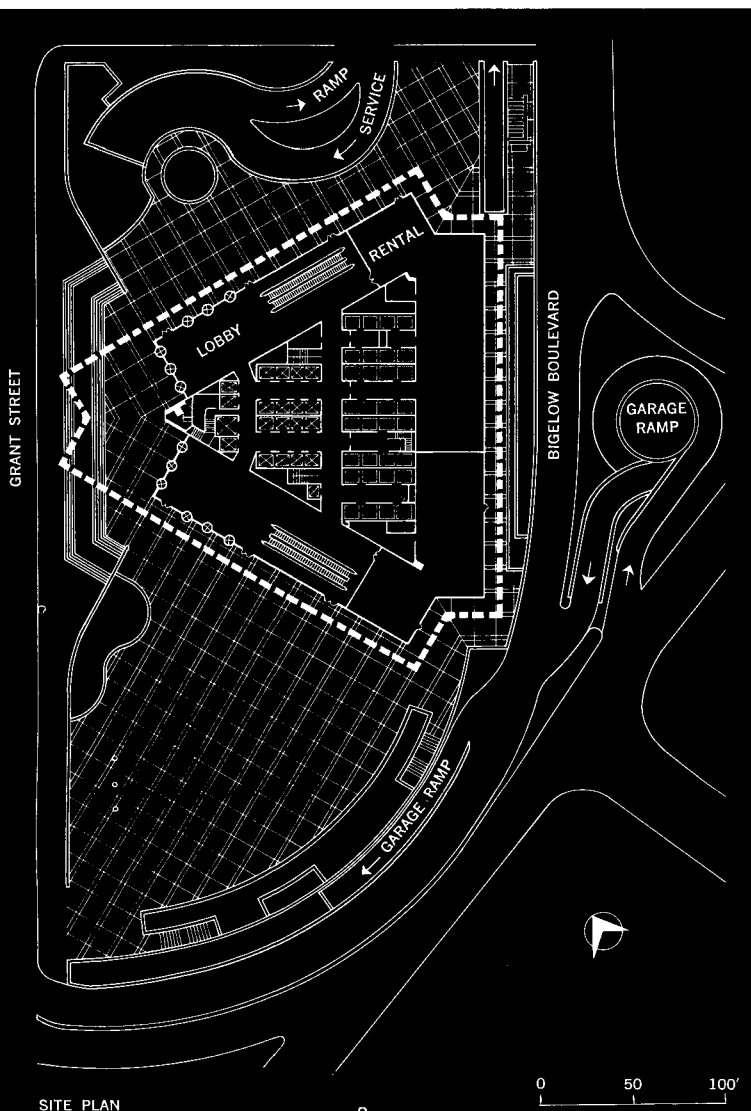 RAMP
SERVICE
RENTAL
LOBBY
GRANT STREET
BIGELOW BOULEVARD
GARAGE
RAMP
GARAGE RAMP
0 50 100'
SITE PLAN